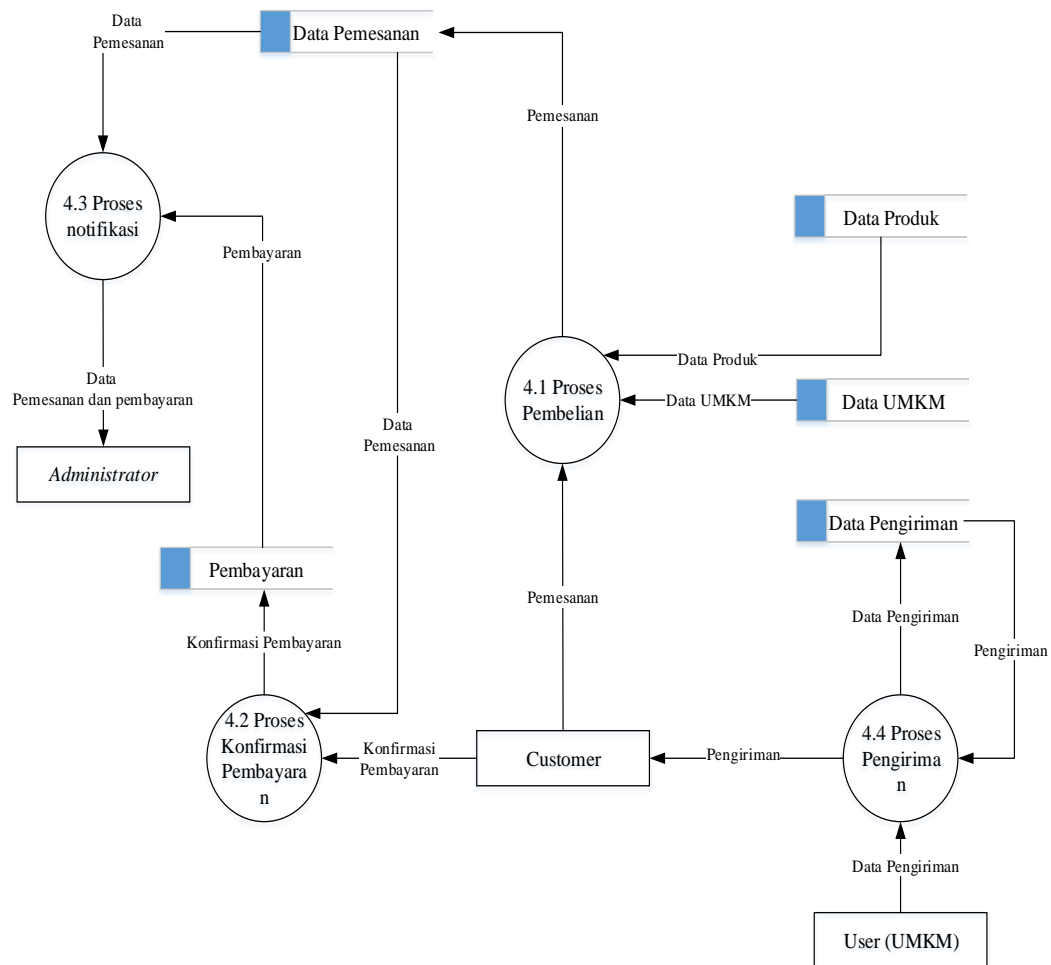 Data
Pemesanan
Data Pemesanan
Pemesanan
4.3 Proses
notifikasi
Data Produk
Pembayaran
Data Produk
4.1 Proses
Pembelian
Data UMKM
Data UMKM
Data
Pemesanan dan pembayaran
Data
Pemesanan
Administrator
Data Pengiriman
Pembayaran
Pemesanan
Data Pengiriman
Konfirmasi Pembayaran
Pengiriman
4.2 Proses
Konfirmasi
Pembayara
n
Konfirmasi
Pembayaran
Customer
Pengiriman
4.4 Proses
Pengirima
n
Data Pengiriman
User (UMKM)